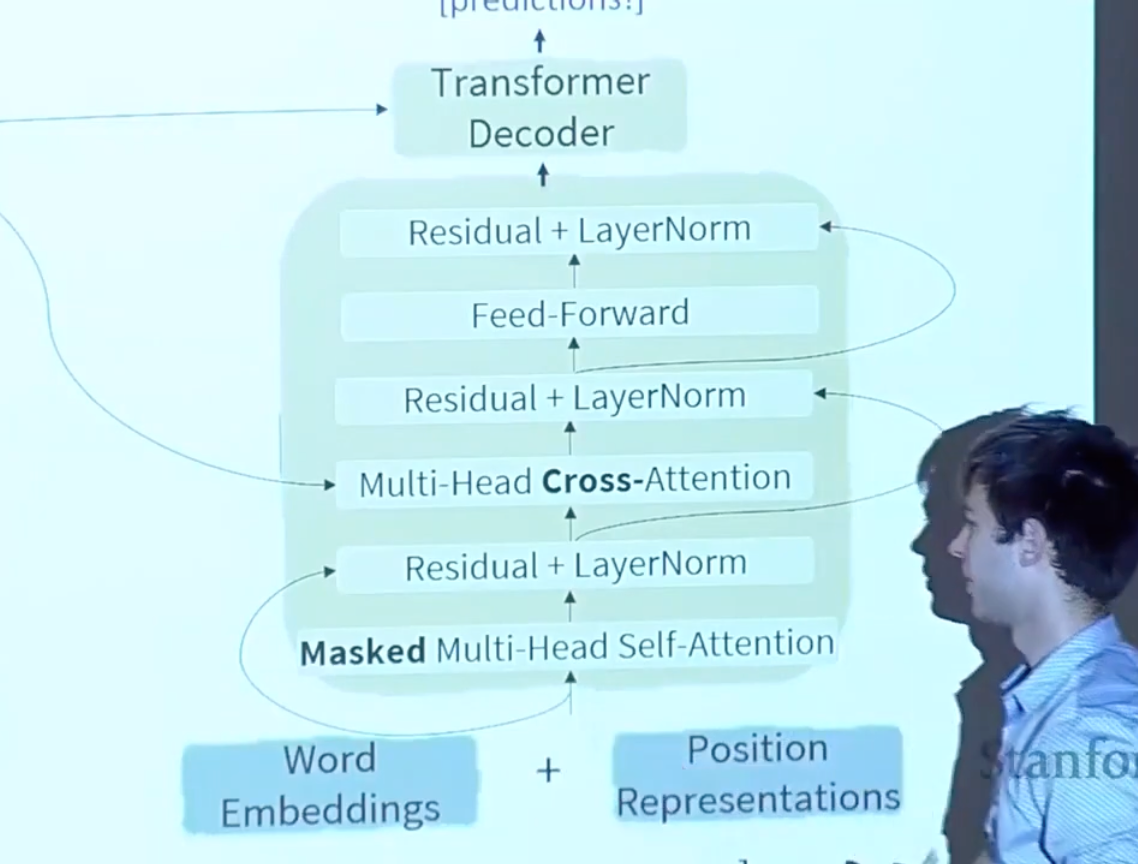 [predictions!]
Transformer
Decoder
Residual + LayerNorm
Feed-Forward
Residual + LayerNorm
Multi-Head Cross-Attention
Residual + LayerNorm
Masked Multi-Head Self-Attention
Word
Embeddings
+
Position
Representations
Stanfo